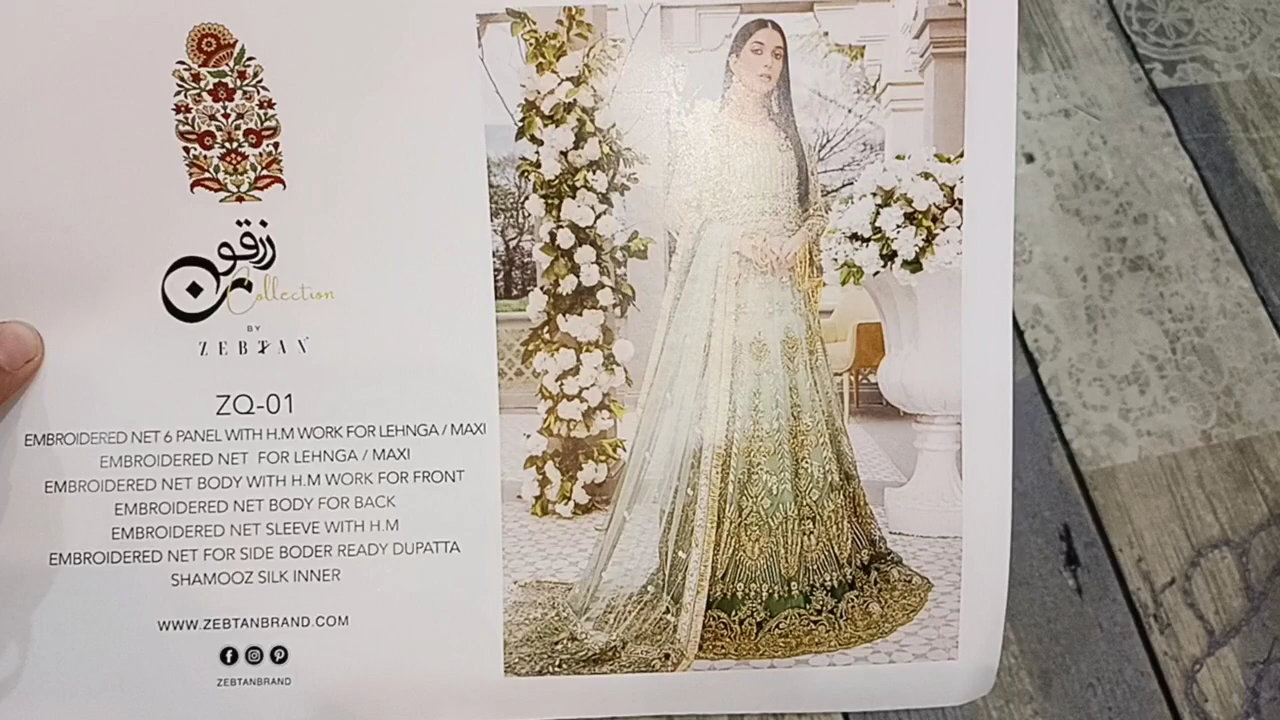 زرقون
Collection
BY
ZEBTAN
ZQ-01
EMBROIDERED NET 6 PANEL WITH H.M WORK FOR LEHNGA / MAXI
EMBROIDERED NET FOR LEHNGA / MAXI
EMBROIDERED NET BODY WITH H.M WORK FOR FRONT
EMBROIDERED NET BODY FOR BACK
EMBROIDERED NET SLEEVE WITH H.M
EMBROIDERED NET FOR SIDE BODER READY DUPATTA
SHAMOOZ SILK INNER
WWW.ZEBTANBRAND.COM
ZEBTANBRAND